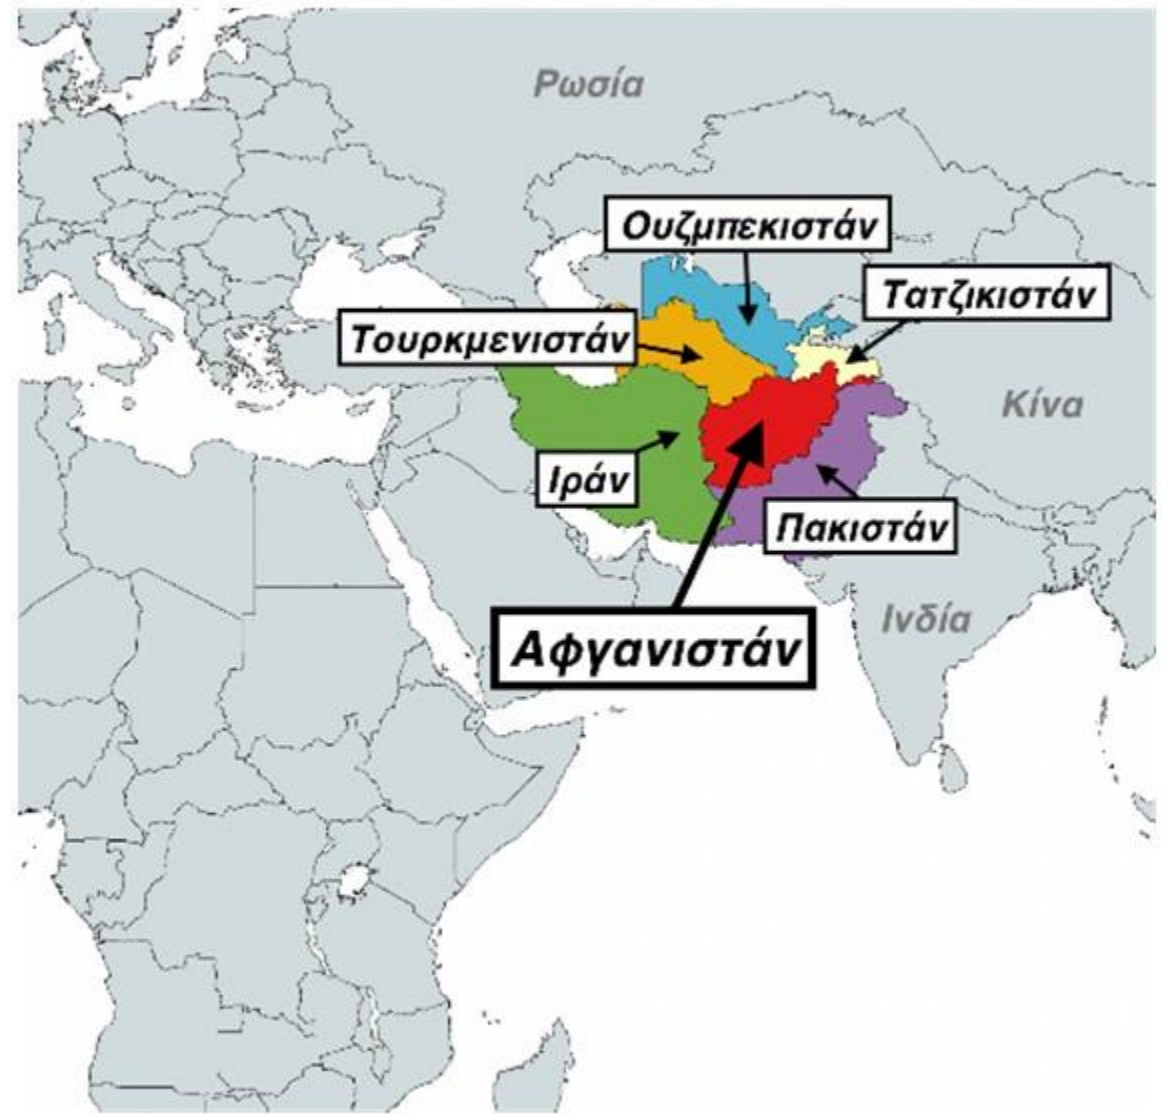 Ρωσία
Ουζμπεκιστάν
Τατζικιστάν
Τουρκμενιστάν
Κίνα
Ιράν
Πακιστάν
Ινδία
Αφγανιστάν